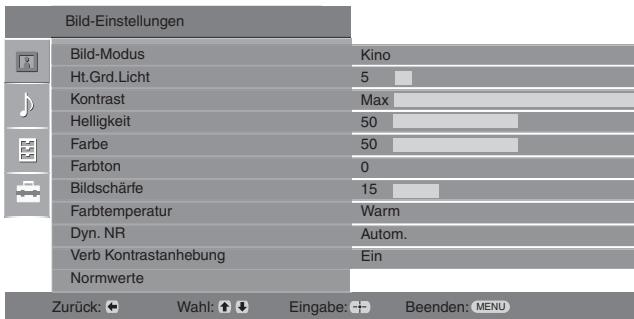 Bild-Einstellungen
Bild-Modus Kino
Ht.Grd.Licht 5
Kontrast Max
Helligkeit 50
Farbe 50
Farbton 0
Bildschärfe 15
Farbtemperatur Warm
Dyn. NR Autom.
Verb Kontrastanhebung Ein
Normwerte
Zurück: Wahl: Eingabe: Beenden: MENU